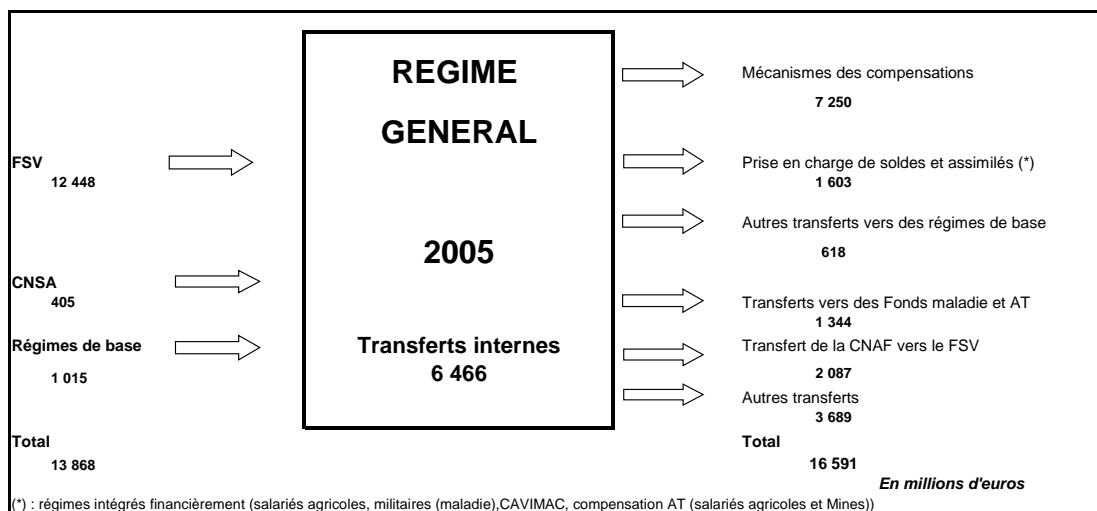 REGIME
GENERAL
2005
Transferts internes
6 466
FSV
12 448
CNSA
405
Régimes de base
1 015
Total
13 868
Mécanismes des compensations
7 250
Prise en charge de soldes et assimilés (*)
1 603
Autres transferts vers des régimes de base
618
Transferts vers des Fonds maladie et AT
1 344
Transfert de la CNAF vers le FSV
2 087
Autres transferts
3 689
Total
16 591
En millions d'euros
(*) : régimes intégrés financièrement (salariés agricoles, militaires (maladie),CAVIMAC, compensation AT (salariés agricoles et Mines))